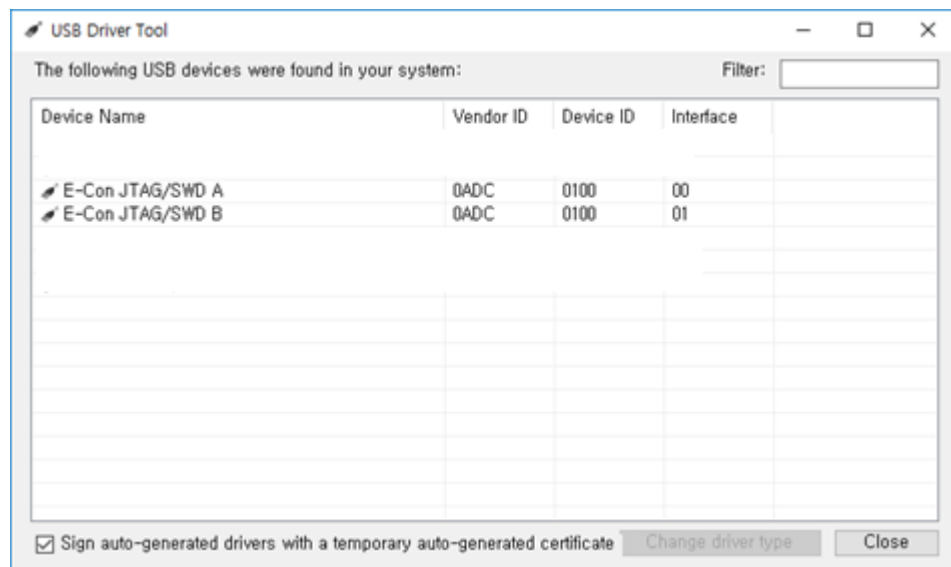 USB Driver Tool
The following USB devices were found in your system: Filter:
Device Name Vendor ID Device ID Interface
E-Con JTAG/SWD A 0ADC 0100 00
E-Con JTAG/SWD B 0ADC 0100 01
Sign auto-generated drivers with a temporary auto-generated certificate Change driver type Close